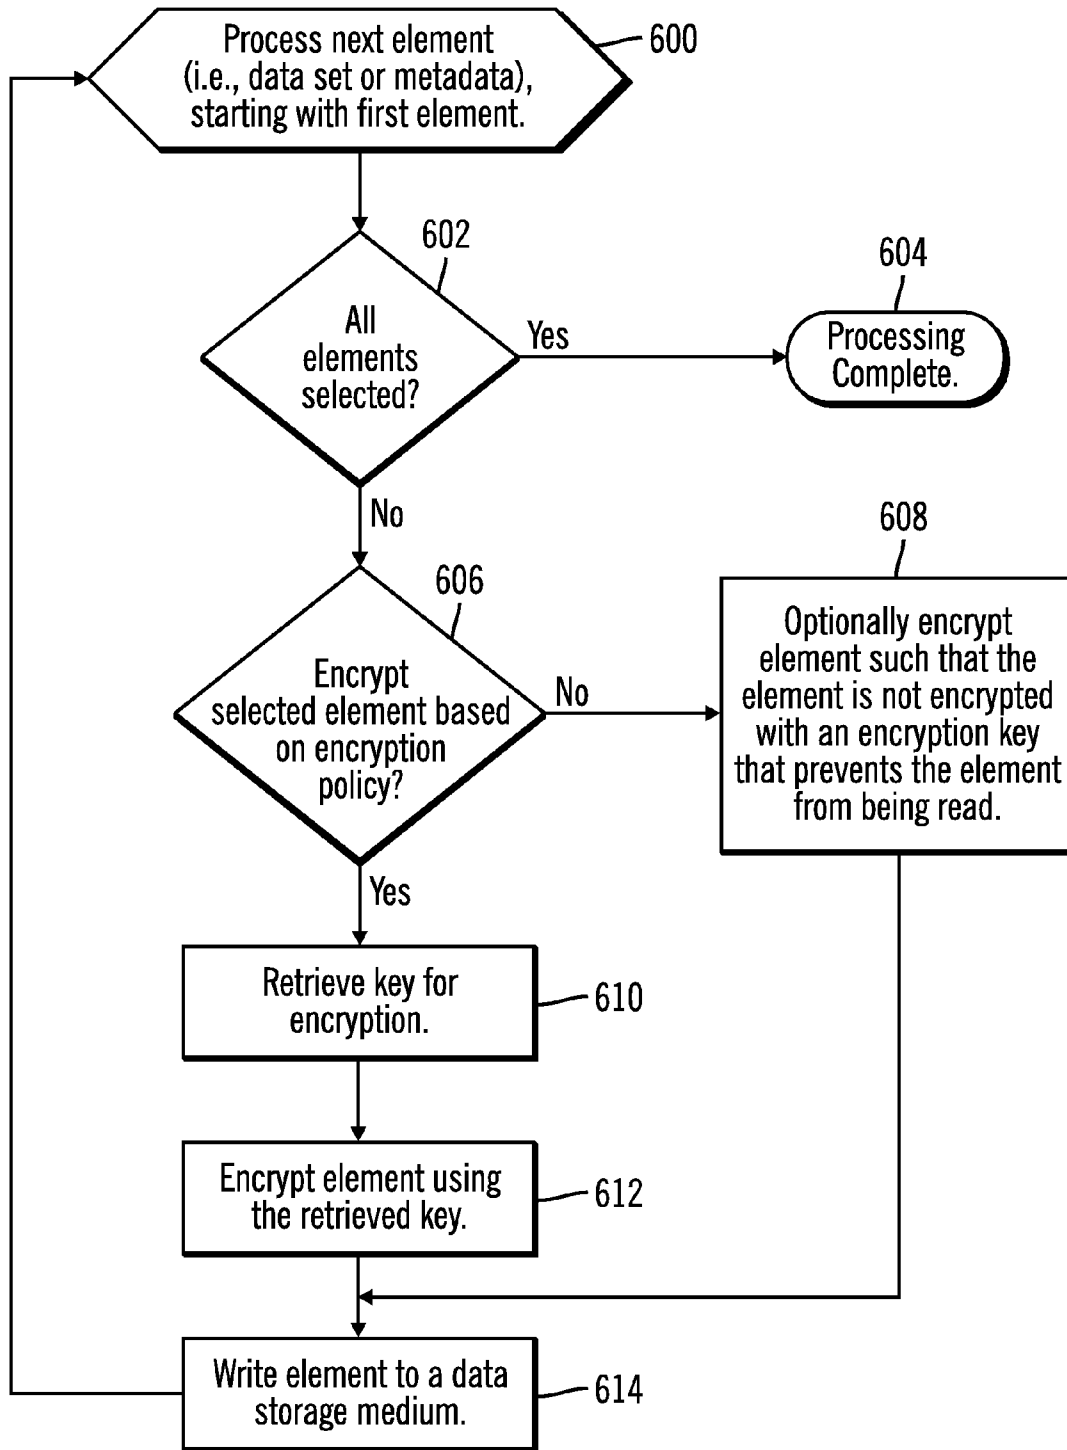 Process next element
(i.e., data set or metadata),
starting with first element.
600
602
All
elements
selected?
Yes
604
Processing
Complete.
No
606
Encrypt
selected element based
on encryption
policy?
No
608
Optionally encrypt
element such that the
element is not encrypted
with an encryption key
that prevents the element
from being read.
Yes
Retrieve key for
encryption.
610
Encrypt element using
the retrieved key.
612
Write element to a data
storage medium.
614